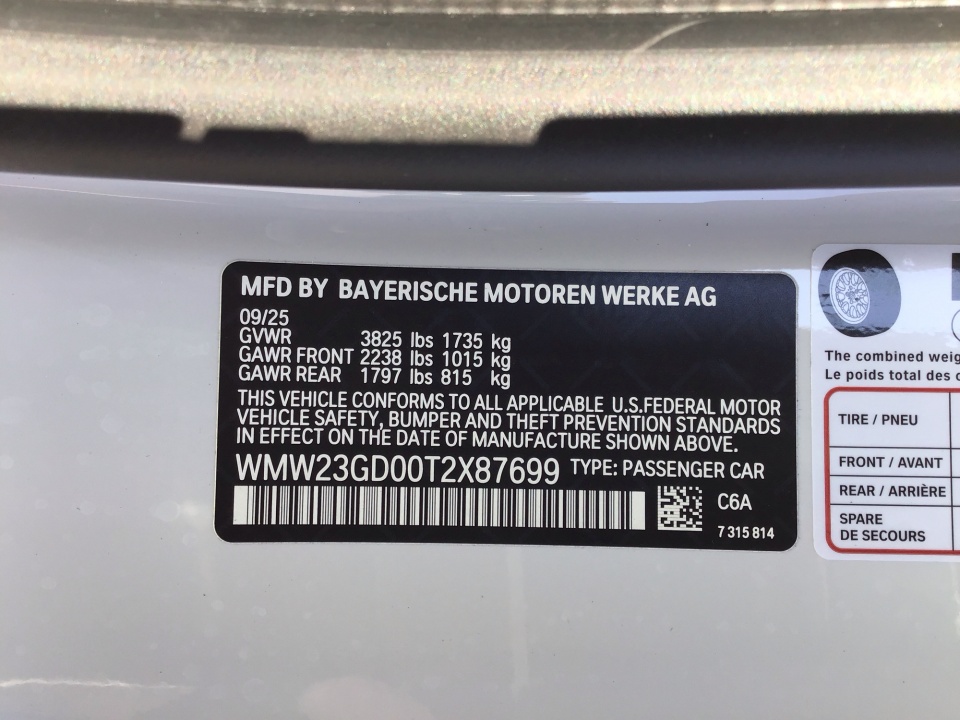 MFD BY BAYERISCHE MOTOREN WERKE AG
09/25
GVWR 3825 lbs 1735 kg
GAWR FRONT 2238 lbs 1015 kg
GAWR REAR 1797 lbs 815 kg
THIS VEHICLE CONFORMS TO ALL APPLICABLE U.S.FEDERAL MOTOR
VEHICLE SAFETY, BUMPER AND THEFT PREVENTION STANDARDS
IN EFFECT ON THE DATE OF MANUFACTURE SHOWN ABOVE.
WMW23GD00T2X87699 TYPE: PASSENGER CAR
C6A
7 315 814
The combined
Le poids total des
TIRE / PNEU
FRONT / AVANT
REAR / ARRIÈRE
SPARE
DE SECOURS